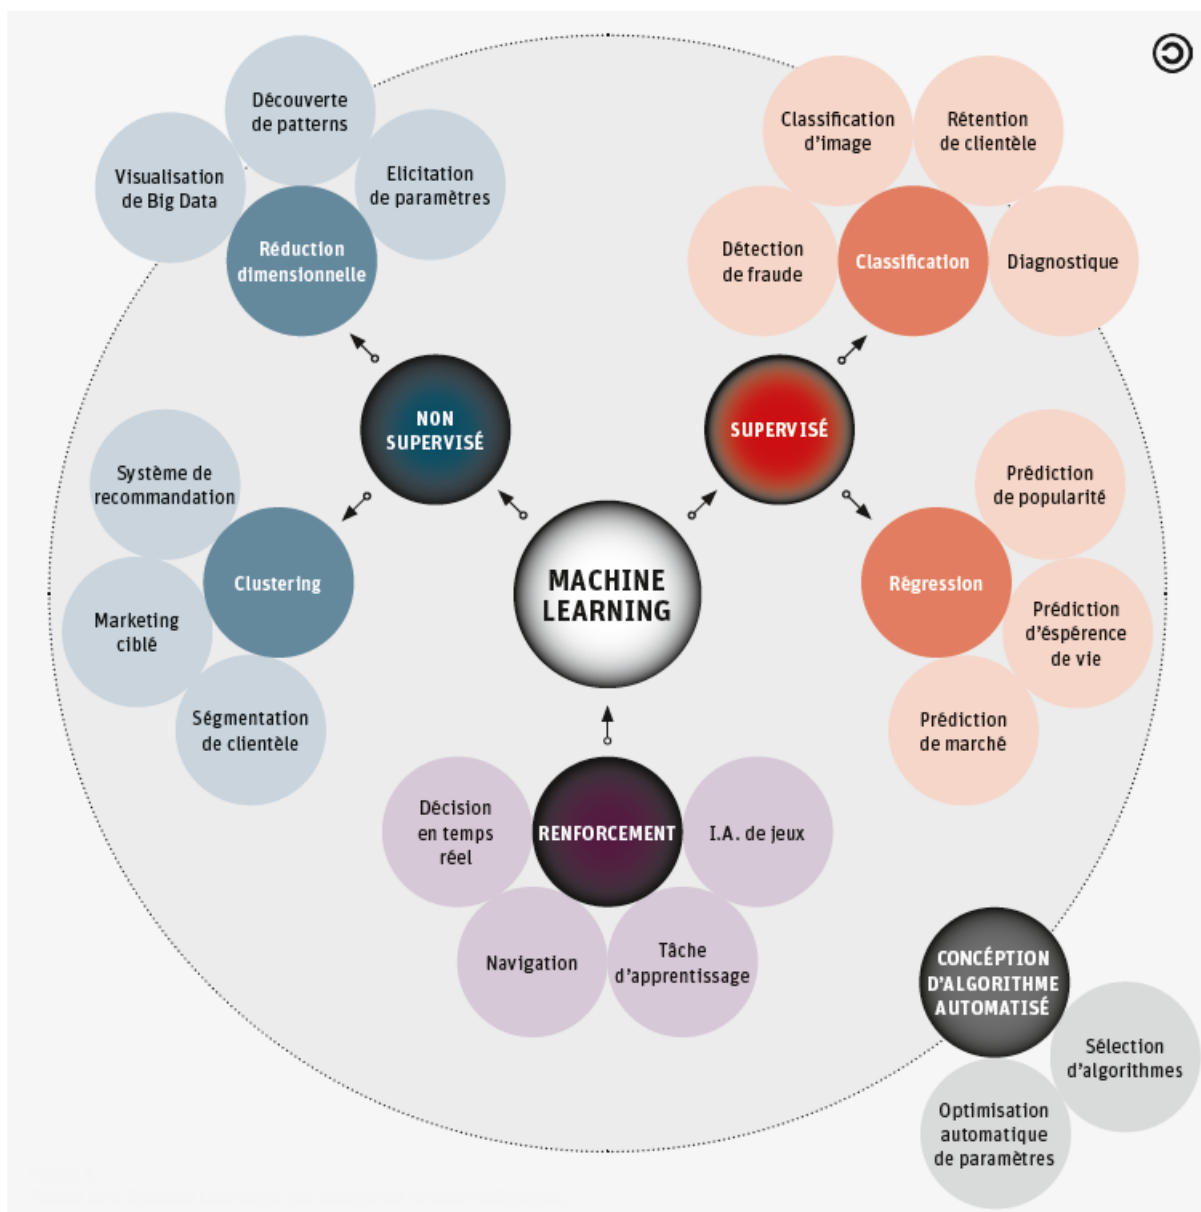 Découverte
de patterns
Visualisation
de Big Data
Elicitation
de paramètres
Réduction
dimensionnelle
Classification
d'image
Rétention
de clientèle
Détection
de fraude
Classification
Diagnostique
NON
SUPERVISÉ
SUPERVISÉ
Système de
recommandation
Clustering
Marketing
ciblé
Ségmentation
de clientèle
MACHINE
LEARNING
Prédiction
de popularité
Régression
Prédiction
d'éspérence
de vie
Prédiction
de marché
Décision
en temps
réel
RENFORCEMENT
I.A. de jeux
Navigation
Tâche
d'apprentissage
CONCÉPTION
D'ALGORITHME
AUTOMATISÉ
Sélection
d'algorithmes
Optimisation
automatique
de paramètres